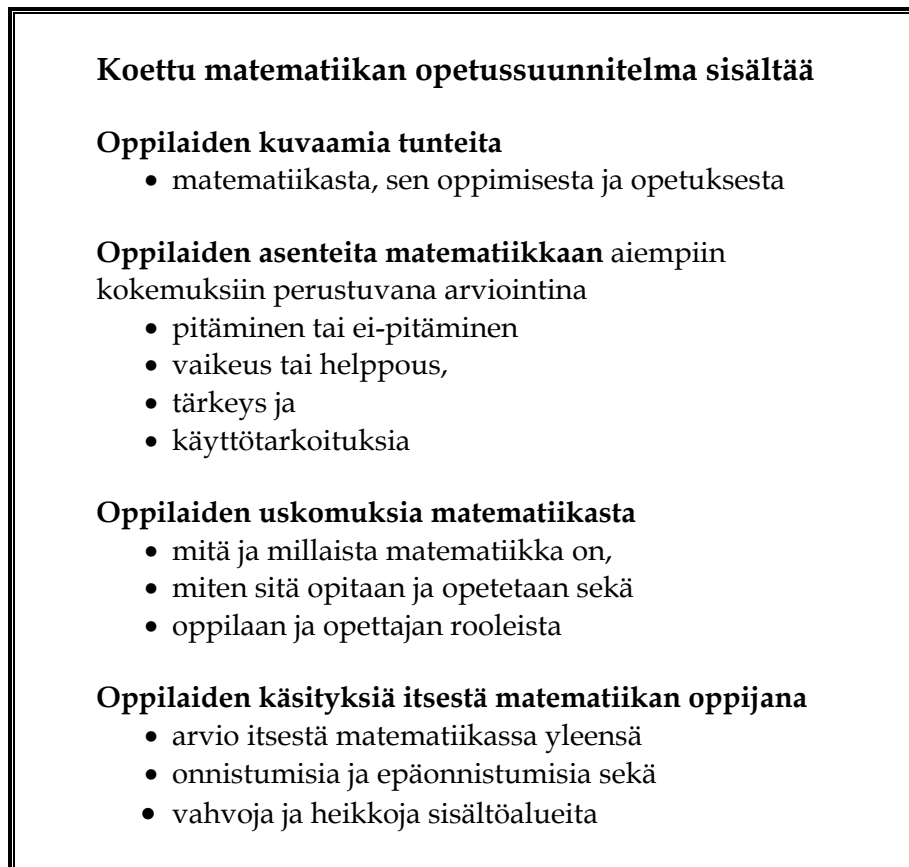 Koettu matematiikan opetussuunnitelma sisältää
Oppilaiden kuvaamia tunteita
• matematiikasta, sen oppimisesta ja opetuksesta
Oppilaiden asenteita matematiikkaan aiempiin
kokemuksiin perustuvana arviointina
• pitäminen tai ei-pitäminen
• vaikeus tai helppous,
• tärkeys ja
• käyttötarkoituksia
Oppilaiden uskomuksia matematiikasta
• mitä ja millaista matematiikka on,
• miten sitä opitaan ja opetetaan sekä
• oppilaan ja opettajan rooleista
Oppilaiden käsityksiä itsestä matematiikan oppijana
• arvio itsestä matematiikassa yleensä
• onnistumisia ja epäonnistumisia sekä
• vahvoja ja heikkoja sisältöalueita